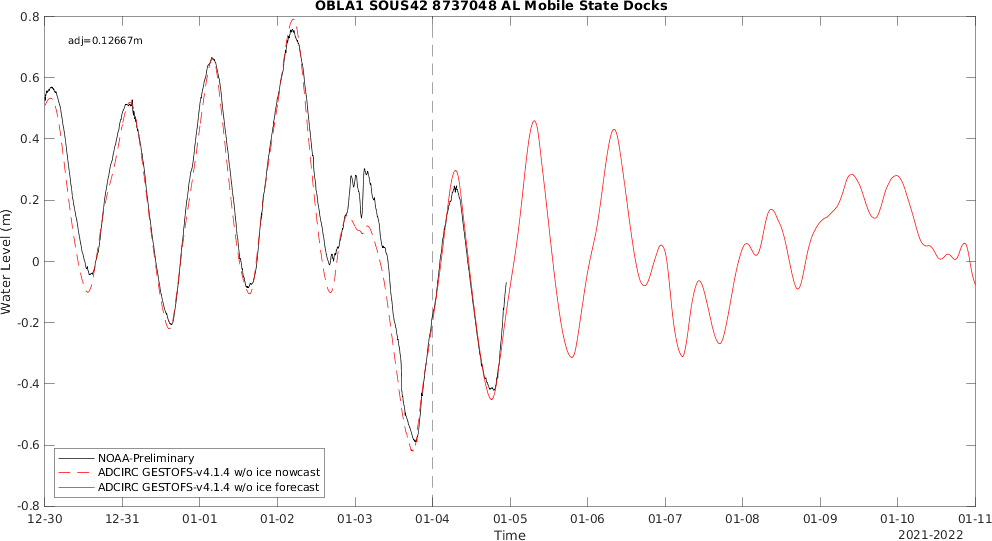 OBLA1 SOUS42 8737048 AL Mobile State Docks
adj=0.12667m
0.8
0.6
0.4
0.2
0
-0.2
-0.4
-0.6
-0.8
Water Level (m)
NOAA-Preliminary
ADCIRC GESTOFS-v4.1.4 w/o ice nowcast
ADCIRC GESTOFS-v4.1.4 w/o ice forecast
12-30 12-31 01-01 01-02 01-03 01-04 01-05 01-06 01-07 01-08 01-09 01-10 01-11
Time
2021-2022